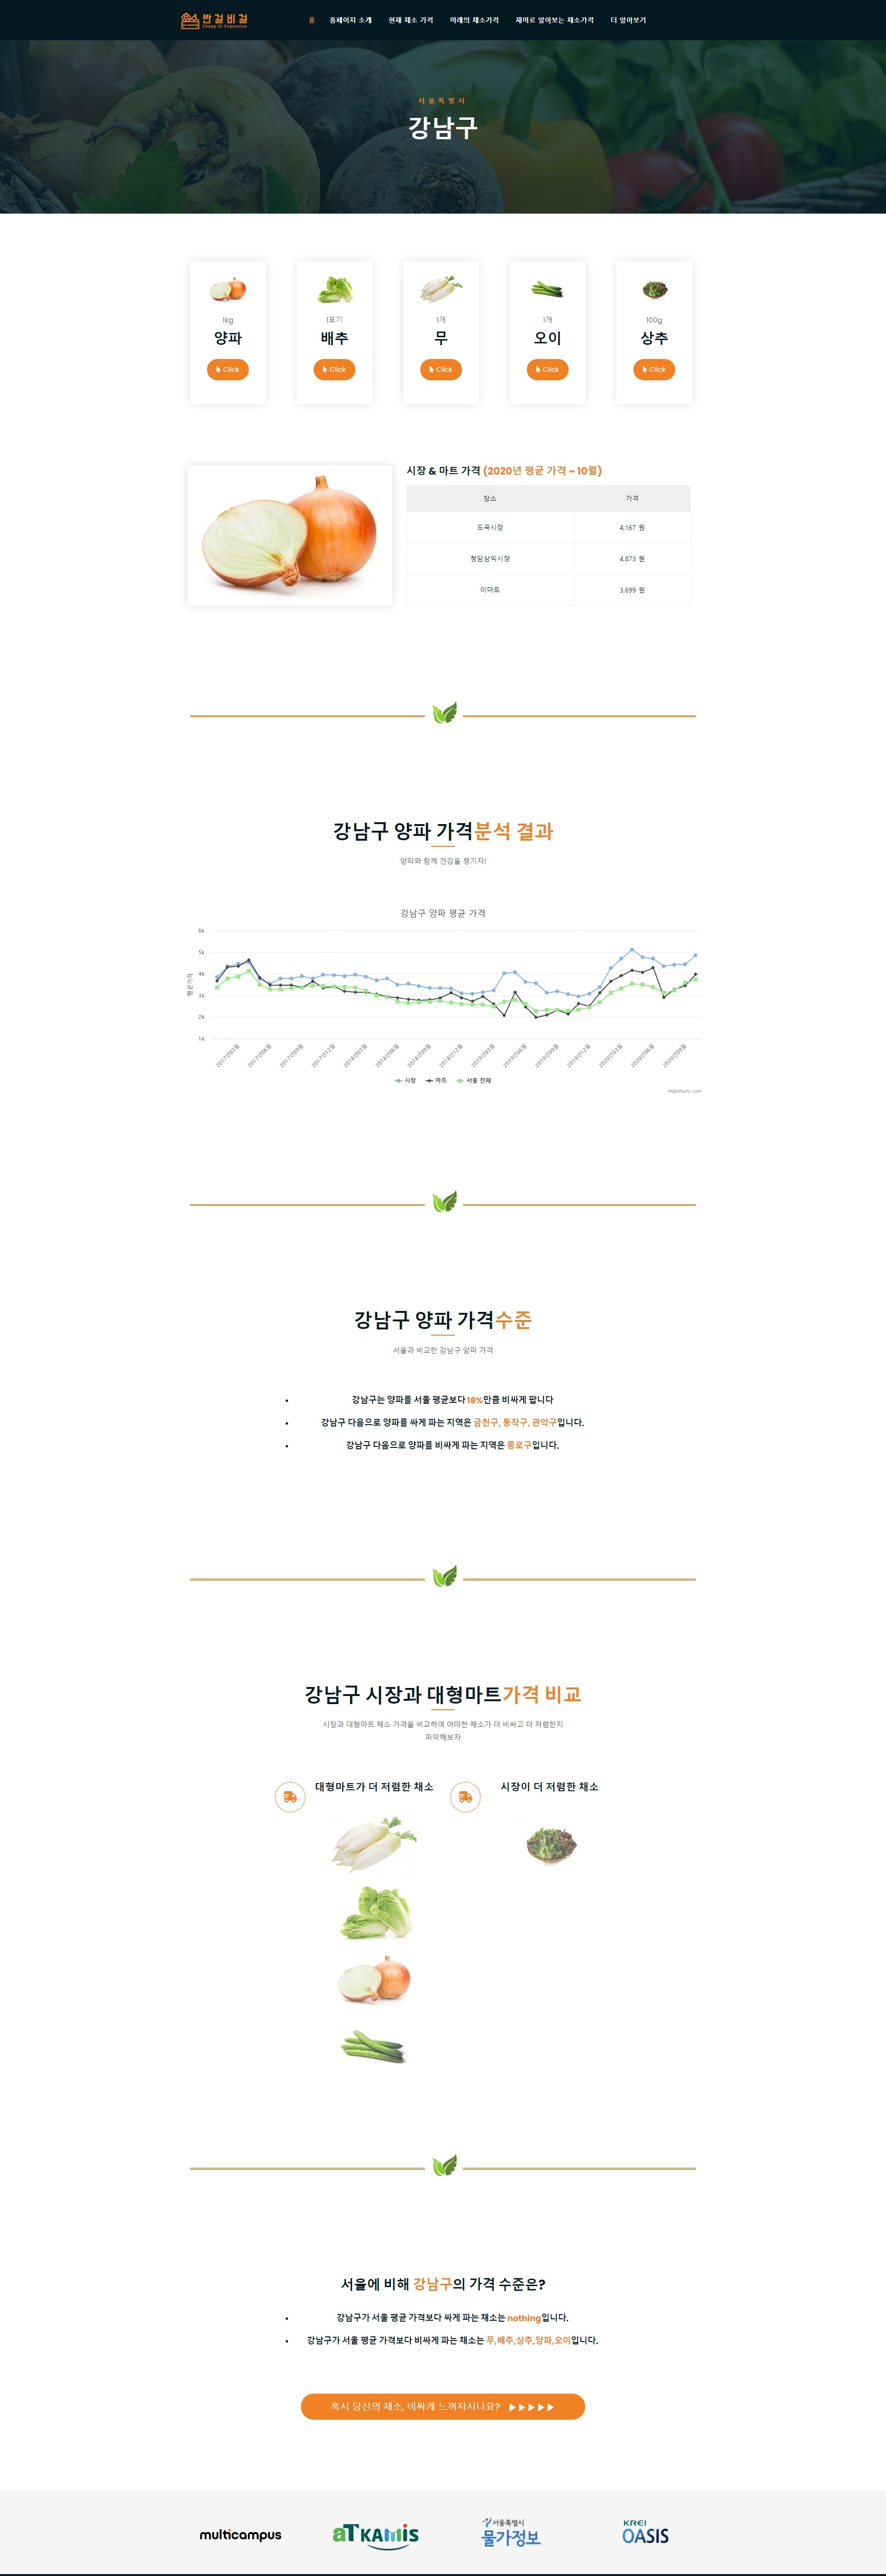 싼걸비걸
Cheap Or Expensive
홈 홈페이지 소개 현재 채소 가격 미래의 채소가격 재미로 알아보는 채소가격 더 알아보기
서울특별시
강남구
1kg 1포기 1개 1개 100g
양파 배추 무 오이 상추
Click Click Click Click Click
시장 & 마트 가격 (2020년 평균 가격 ~ 10월)
장소 가격
도곡시장 4,167 원
청담삼익시장 4,873 원
이마트 3,699 원
강남구 양파 가격분석 결과
양파와 함께 건강을 챙기자!
강남구 양파 평균 가격
평균가격
6k
5k
4k
3k
2k
1k
2017년03월 2017년06월 2017년09월 2017년12월 2018년03월 2018년06월 2018년09월 2018년12월 2019년03월 2019년06월 2019년09월 2019년12월 2020년03월 2020년06월 2020년09월
시장 마트 서울 전체
Highcharts.com
강남구 양파 가격수준
서울과 비교한 강남구 양파 가격
강남구는 양파를 서울 평균보다 18%만큼 비싸게 팝니다
강남구 다음으로 양파를 싸게 파는 지역은 금천구, 동작구, 관악구입니다.
강남구 다음으로 양파를 비싸게 파는 지역은 종로구입니다.
강남구 시장과 대형마트가격 비교
시장과 대형마트 채소 가격을 비교하여 어떠한 채소가 더 비싸고 더 저렴한지
파악해보자
대형마트가 더 저렴한 채소 시장이 더 저렴한 채소
서울에 비해 강남구의 가격 수준은?
강남구가 서울 평균 가격보다 싸게 파는 채소는 nothing입니다.
강남구가 서울 평균 가격보다 비싸게 파는 채소는 무,배추,상추,양파,오이입니다.
혹시 당신의 채소, 비싸게 느껴지시나요? ▶▶▶▶▶
multicampus
aT KAMIS
서울특별시
물가정보
KREI
OASIS